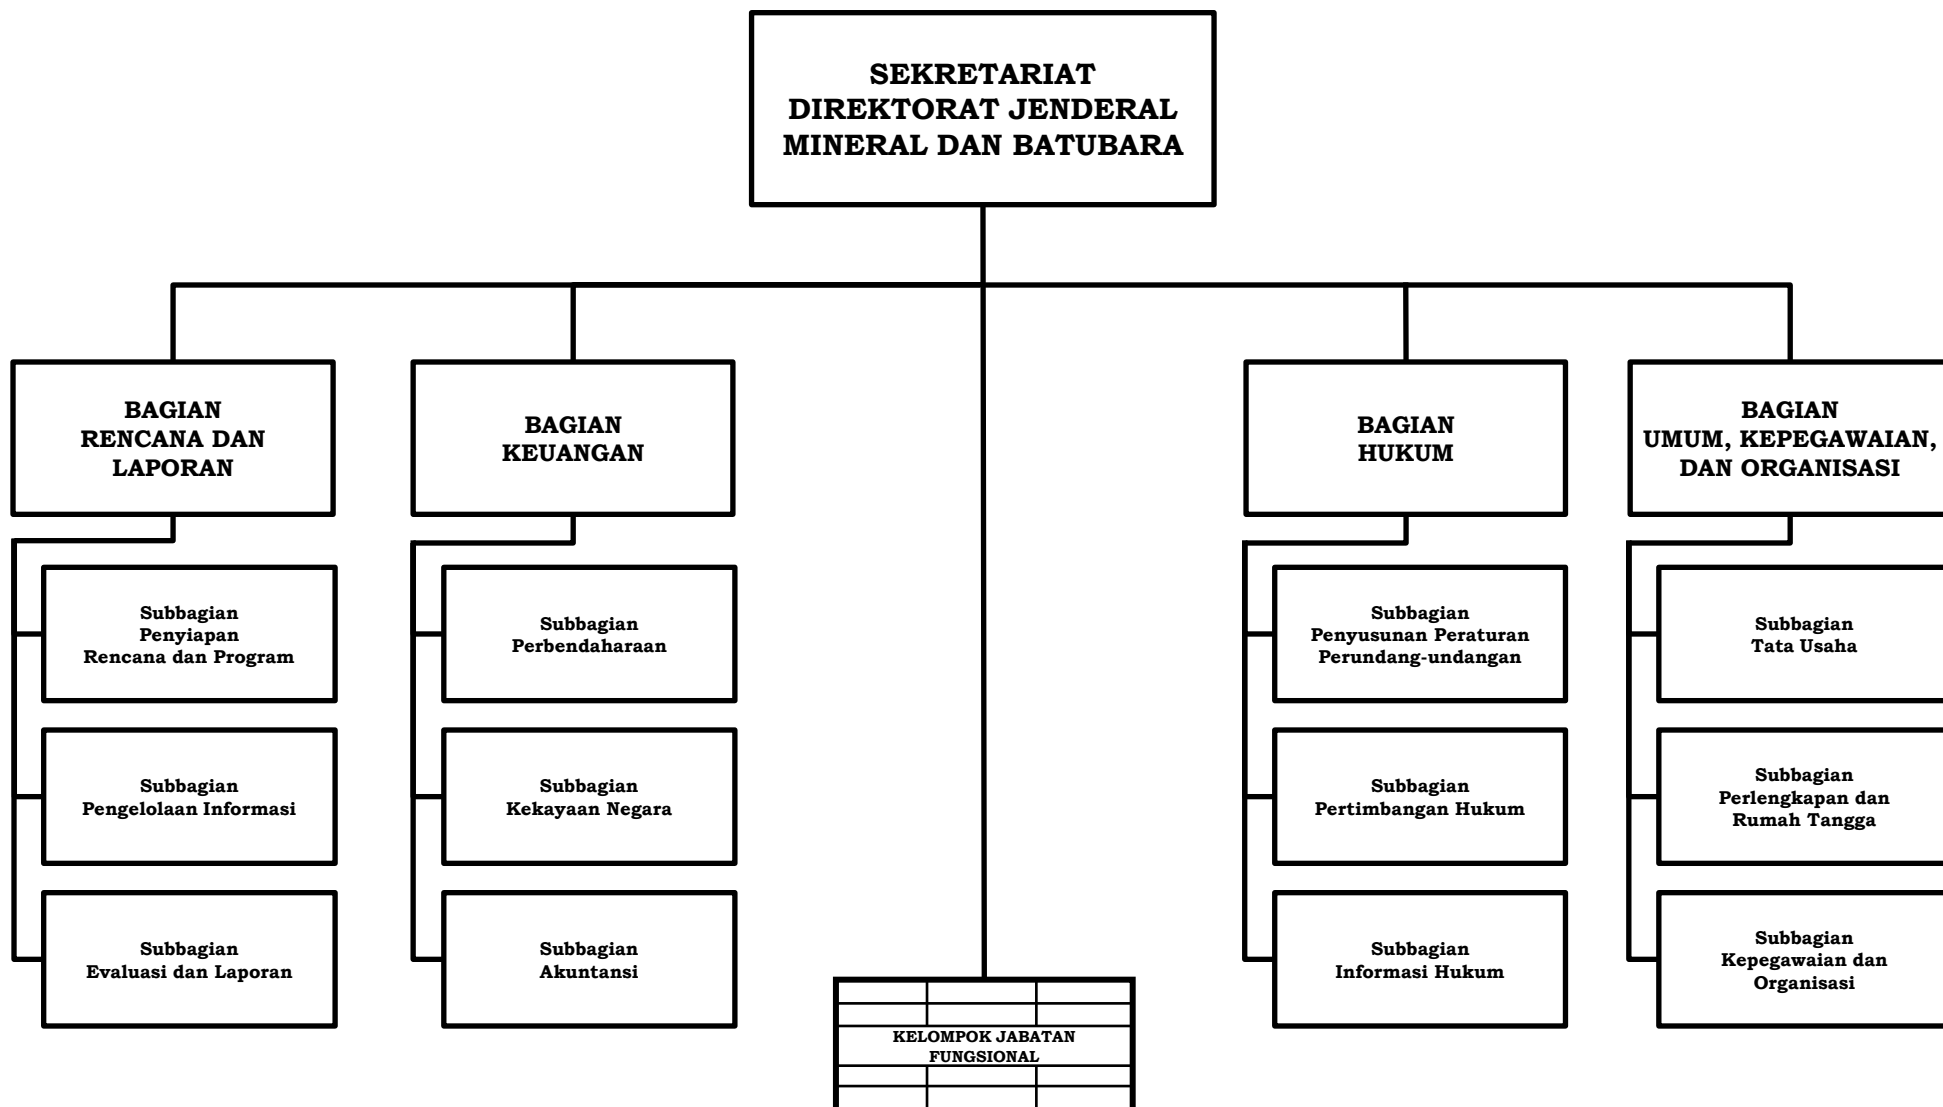 SEKRETARIAT
DIREKTORAT JENDERAL
MINERAL DAN BATUBARA
BAGIAN
RENCANA DAN
LAPORAN
BAGIAN
KEUANGAN
BAGIAN
HUKUM
BAGIAN
UMUM, KEPEGAWAIAN,
DAN ORGANISASI
Subbagian
Penyiapan
Rencana dan Program
Subbagian
Perbendaharaan
Subbagian
Penyusunan Peraturan
Perundang-undangan
Subbagian
Tata Usaha
Subbagian
Pengelolaan Informasi
Subbagian
Kekayaan Negara
Subbagian
Pertimbangan Hukum
Subbagian
Perlengkapan dan
Rumah Tangga
Subbagian
Evaluasi dan Laporan
Subbagian
Akuntansi
Subbagian
Informasi Hukum
Subbagian
Kepegawaian dan
Organisasi
KELOMPOK JABATAN
FUNGSIONAL